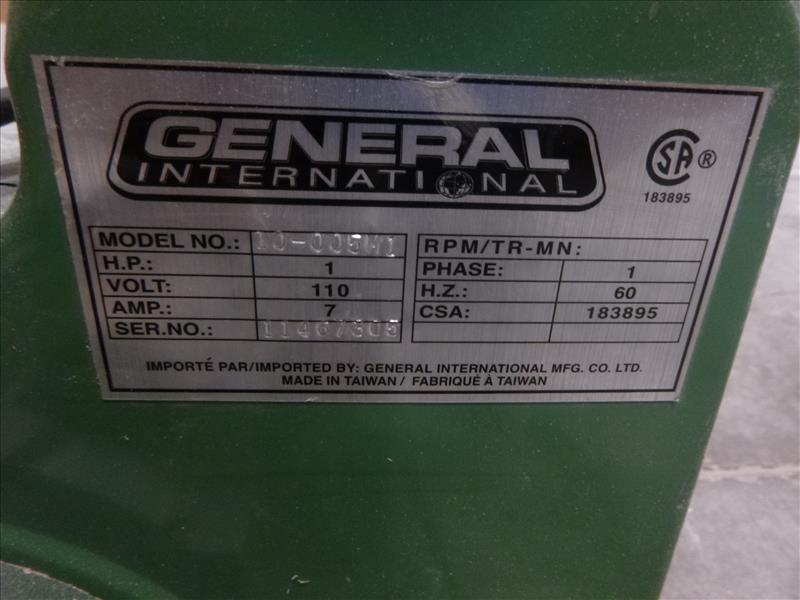 GENERAL
INTERNATIONAL
CSA ®
183895
MODEL NO.: RPM/TR-MN:
H.P.: 1 PHASE: 1
VOLT: 110 H.Z.: 60
AMP.: 7 CSA: 183895
SER.NO.:
IMPORTÉ PAR/IMPORTED BY: GENERAL INTERNATIONAL MFG. CO. LTD.
MADE IN TAIWAN / FABRIQUÉ À TAIWAN